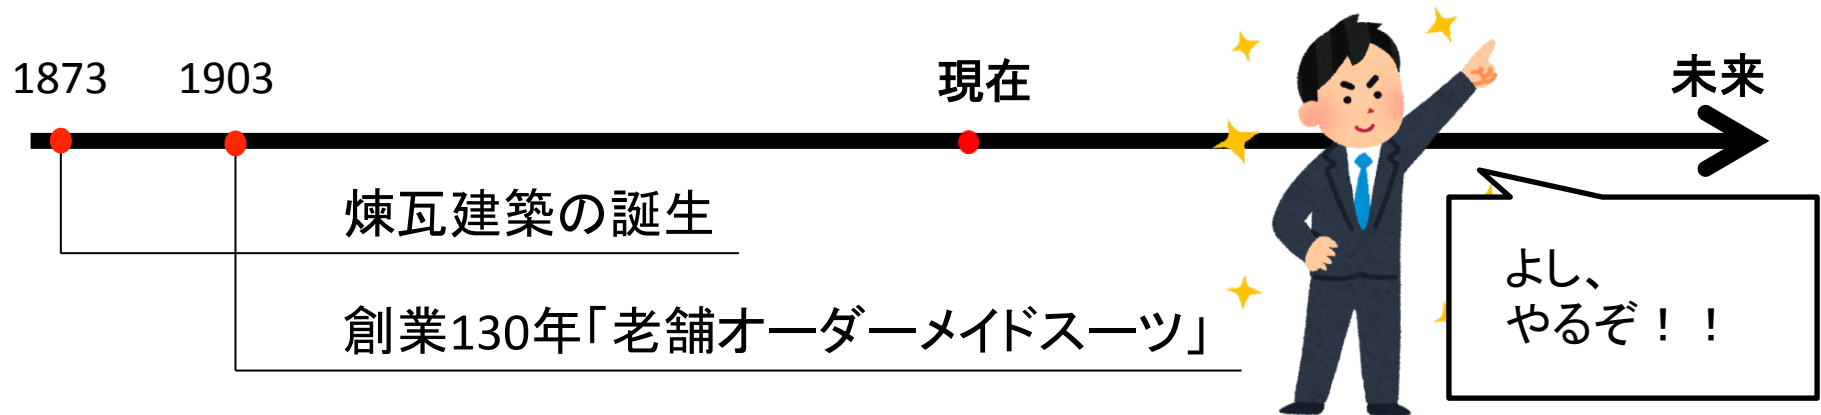 1873
1903
現在
未来
煉瓦建築の誕生
創業130年「老舗オーダーメイドスーツ」
よし、
やるぞ！！